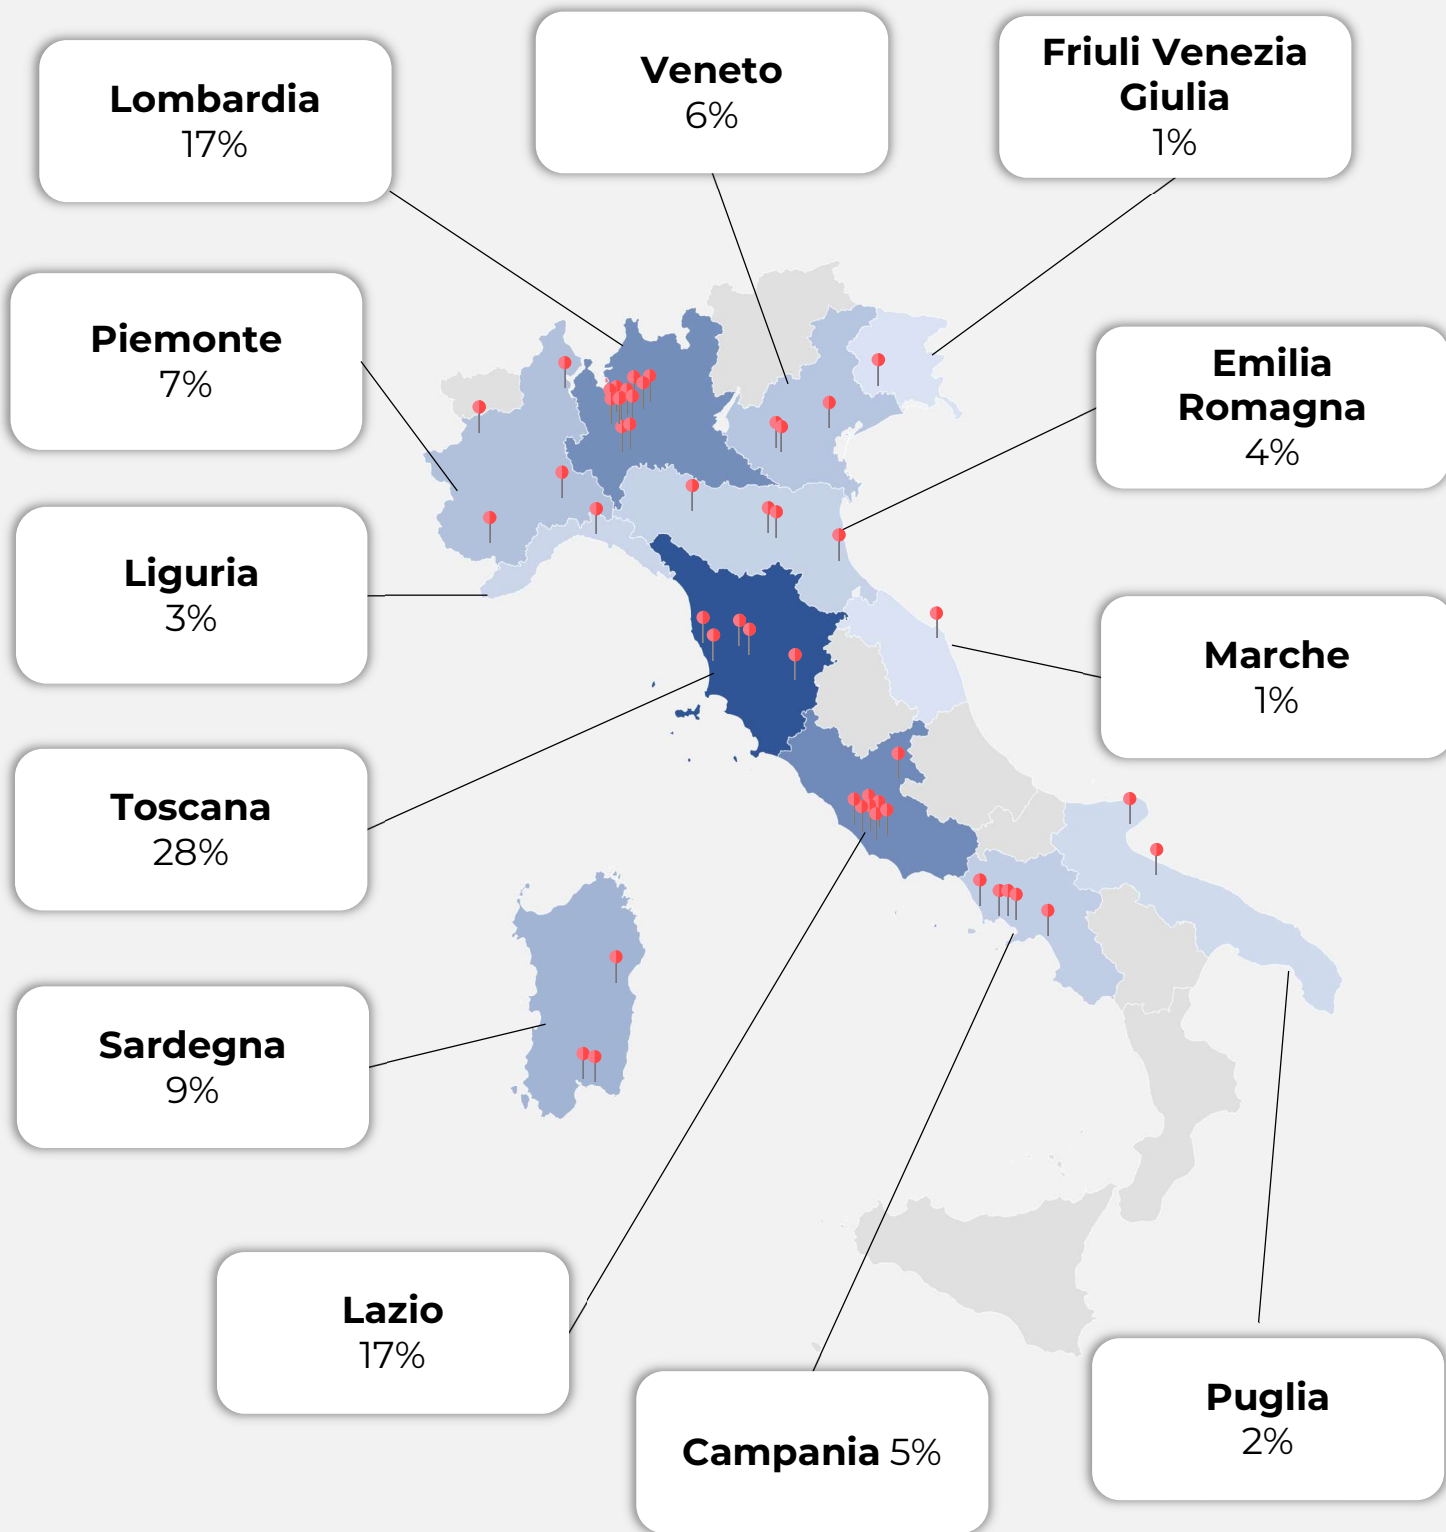 Lombardia
17%
Veneto
6%
Friuli Venezia
Giulia
1%
Piemonte
7%
Emilia
Romagna
4%
Liguria
3%
Marche
1%
Toscana
28%
Sardegna
9%
Lazio
17%
Campania 5%
Puglia
2%